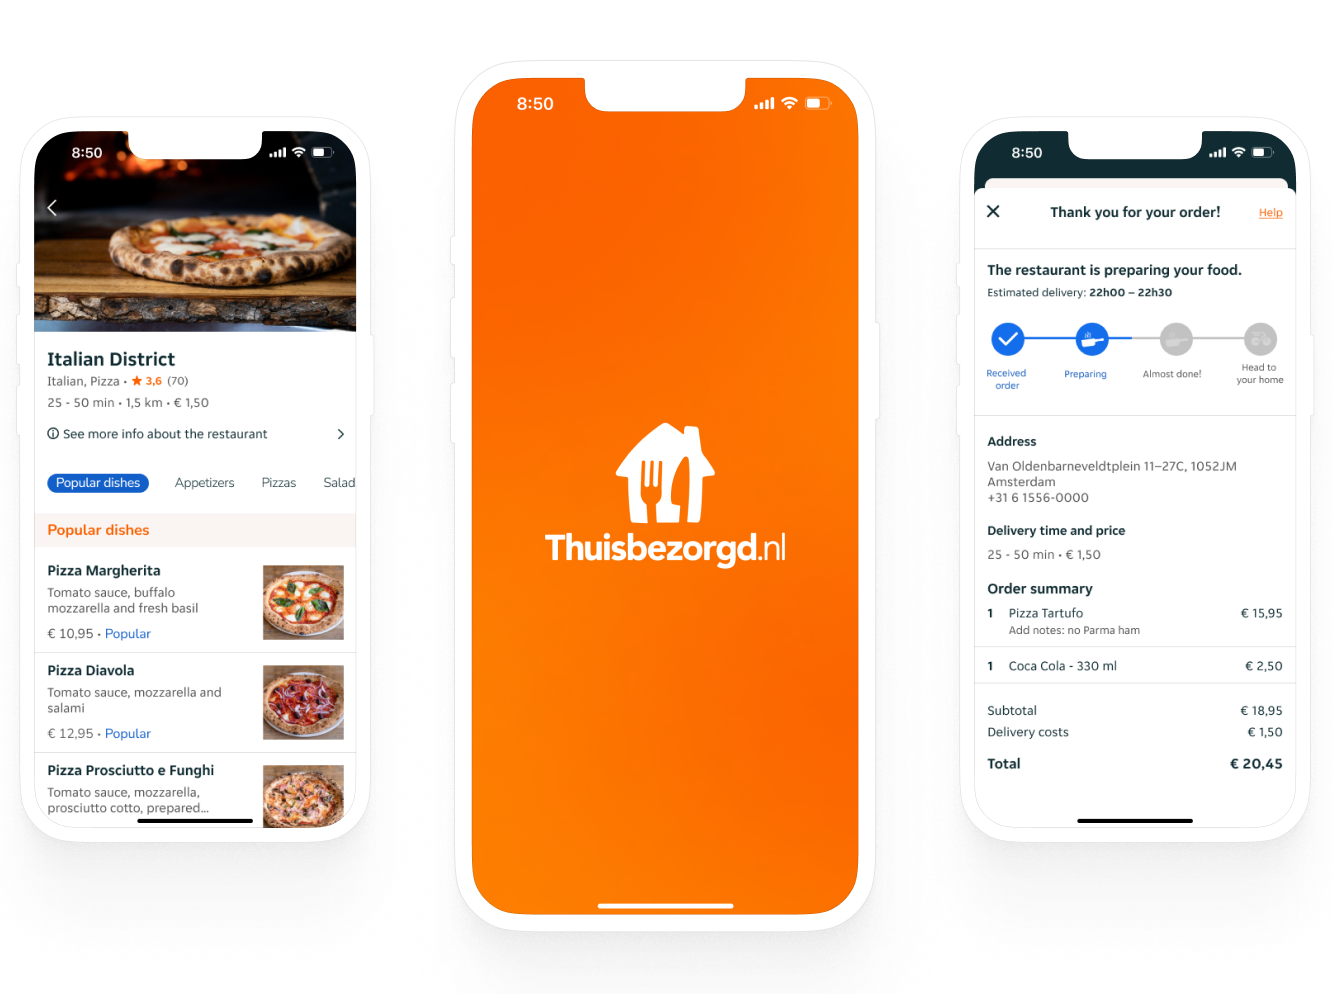 8:50
Italian District
Italian, Pizza • ★ 3,6 (70)
25 - 50 min • 1,5 km • € 1,50
See more info about the restaurant
Popular dishes Appetizers Pizzas Salad
Popular dishes
Pizza Margherita
Tomato sauce, buffalo
mozzarella and fresh basil
€ 10,95 • Popular
Pizza Diavola
Tomato sauce, mozzarella and
salami
€ 12,95 • Popular
Pizza Prosciutto e Funghi
Tomato sauce, mozzarella,
prosciutto cotto, prepared...
8:50
Thuisbezorgd.nl
8:50
Thank you for your order! Help
The restaurant is preparing your food.
Estimated delivery: 22h00 – 22h30
Received
order
Preparing
Almost done!
Head to
your home
Address
Van Oldenbarneveldtplein 11–27C, 1052JM
Amsterdam
+31 6 1556-0000
Delivery time and price
25 - 50 min • € 1,50
Order summary
1 Pizza Tartufo € 15,95
Add notes: no Parma ham
1 Coca Cola - 330 ml € 2,50
Subtotal € 18,95
Delivery costs € 1,50
Total € 20,45